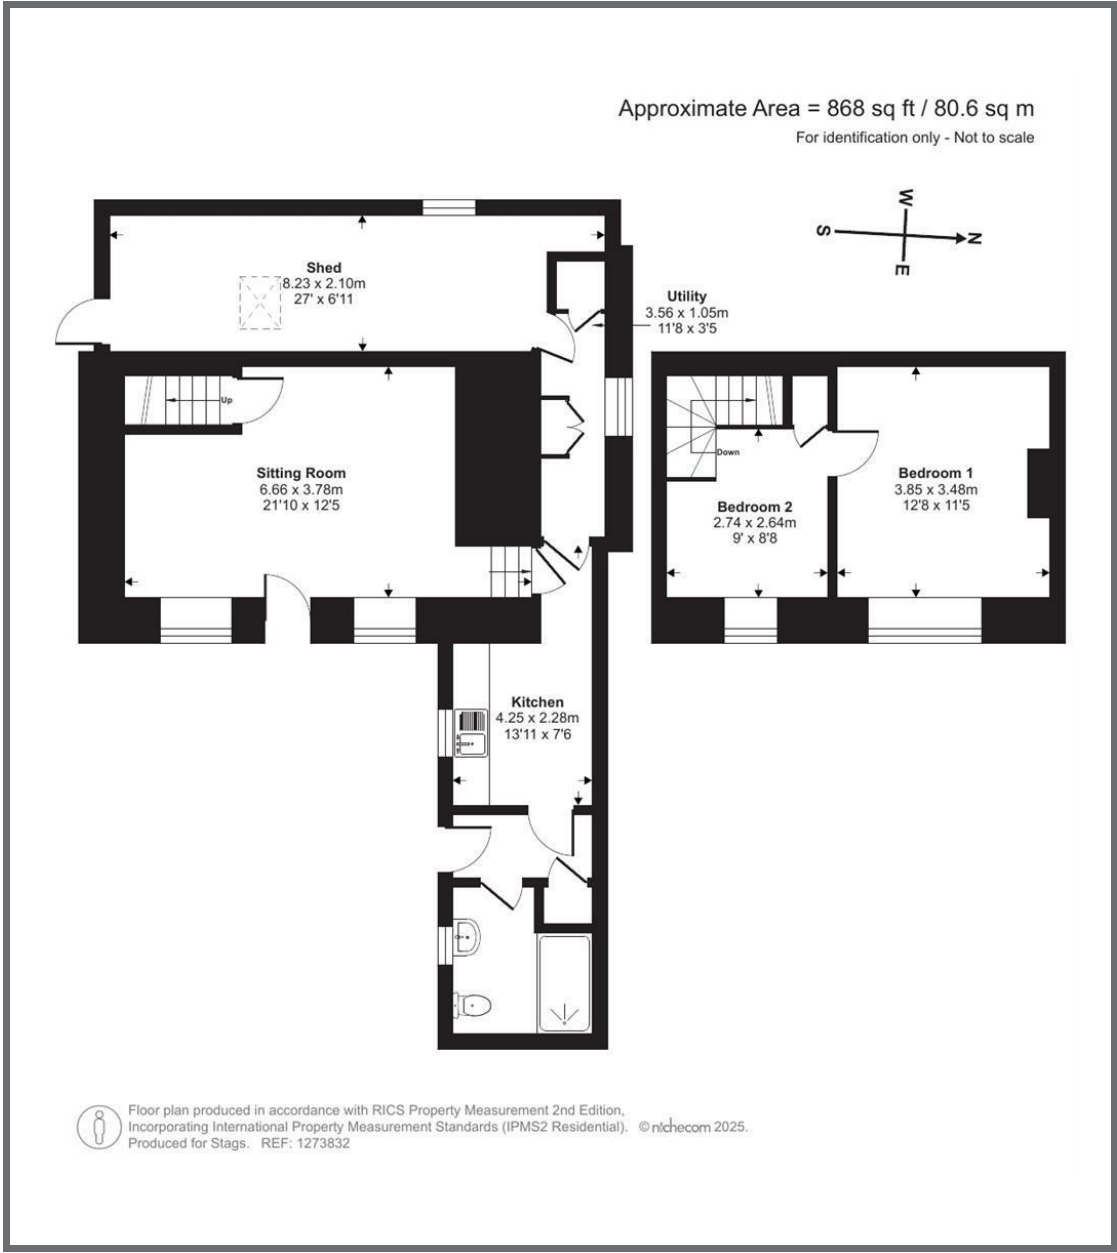 Approximate Area = 868 sq ft / 80.6 sq m
For identification only - Not to scale
W
S
N
E
Shed
8.23 x 2.10m
27' x 6'11
Utility
3.56 x 1.05m
11'8 x 3'5
Up
Sitting Room
6.66 x 3.78m
21'10 x 12'5
Down
Bedroom 2
2.74 x 2.64m
9' x 8'8
Bedroom 1
3.85 x 3.48m
12'8 x 11'5
Kitchen
4.25 x 2.28m
13'11 x 7'6
Floor plan produced in accordance with RICS Property Measurement 2nd Edition,
Incorporating International Property Measurement Standards (IPMS2 Residential). © nichecom 2025.
Produced for Stags. REF: 1273832